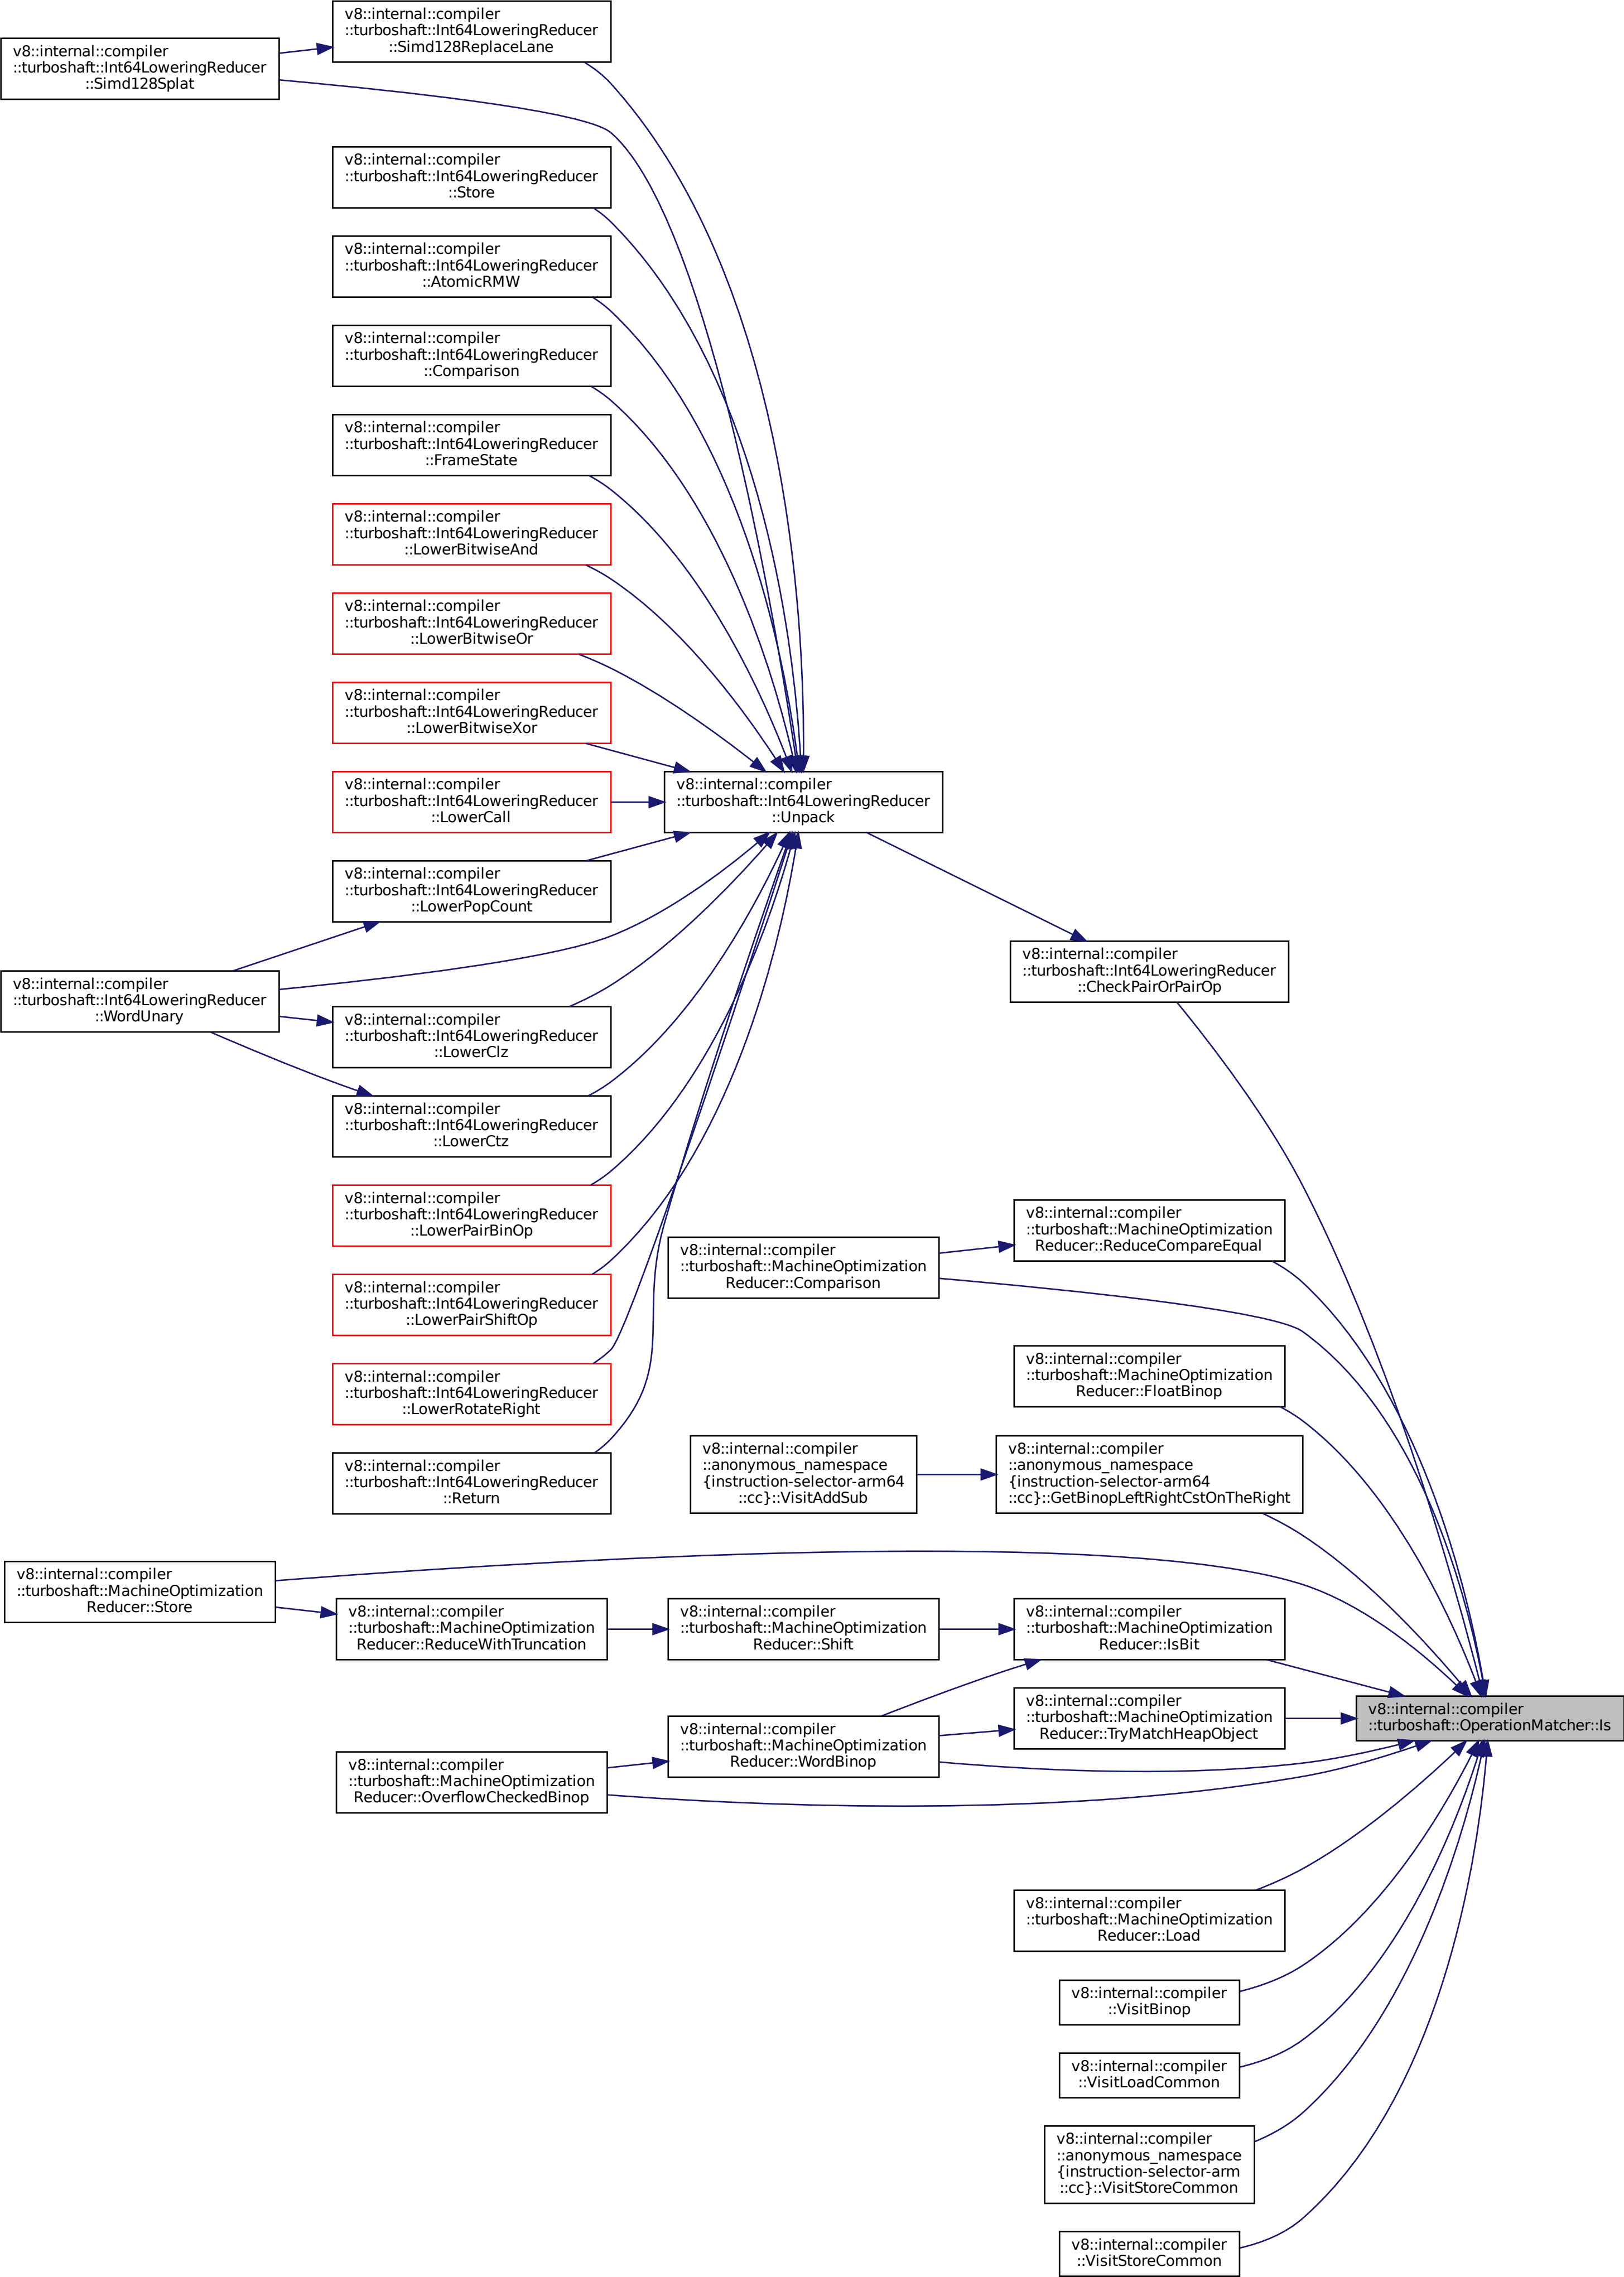 v8::internal::compiler
::turboshaft::Int64LoweringReducer
::Simd128ReplaceLane
v8::internal::compiler
::turboshaft::Int64LoweringReducer
::Simd128Splat
v8::internal::compiler
::turboshaft::Int64LoweringReducer
::Store
v8::internal::compiler
::turboshaft::Int64LoweringReducer
::AtomicRMW
v8::internal::compiler
::turboshaft::Int64LoweringReducer
::Comparison
v8::internal::compiler
::turboshaft::Int64LoweringReducer
::FrameState
v8::internal::compiler
::turboshaft::Int64LoweringReducer
::LowerBitwiseAnd
v8::internal::compiler
::turboshaft::Int64LoweringReducer
::LowerBitwiseOr
v8::internal::compiler
::turboshaft::Int64LoweringReducer
::LowerBitwiseXor
v8::internal::compiler
::turboshaft::Int64LoweringReducer
::LowerCall
v8::internal::compiler
::turboshaft::Int64LoweringReducer
::Unpack
v8::internal::compiler
::turboshaft::Int64LoweringReducer
::LowerPopCount
v8::internal::compiler
::turboshaft::Int64LoweringReducer
::CheckPairOrPairOp
v8::internal::compiler
::turboshaft::Int64LoweringReducer
::WordUnary
v8::internal::compiler
::turboshaft::Int64LoweringReducer
::LowerClz
v8::internal::compiler
::turboshaft::Int64LoweringReducer
::LowerCtz
v8::internal::compiler
::turboshaft::Int64LoweringReducer
::LowerPairBinOp
v8::internal::compiler
::turboshaft::MachineOptimization
Reducer::ReduceCompareEqual
v8::internal::compiler
::turboshaft::MachineOptimization
Reducer::Comparison
v8::internal::compiler
::turboshaft::Int64LoweringReducer
::LowerPairShiftOp
v8::internal::compiler
::turboshaft::MachineOptimization
Reducer::FloatBinop
v8::internal::compiler
::turboshaft::Int64LoweringReducer
::LowerRotateRight
v8::internal::compiler
::anonymous_namespace
{instruction-selector-arm64
::cc}::VisitAddSub
v8::internal::compiler
::anonymous_namespace
{instruction-selector-arm64
::cc}::GetBinopLeftRightCstOnTheRight
v8::internal::compiler
::turboshaft::Int64LoweringReducer
::Return
v8::internal::compiler
::turboshaft::MachineOptimization
Reducer::Store
v8::internal::compiler
::turboshaft::MachineOptimization
Reducer::ReduceWithTruncation
v8::internal::compiler
::turboshaft::MachineOptimization
Reducer::Shift
v8::internal::compiler
::turboshaft::MachineOptimization
Reducer::IsBit
v8::internal::compiler
::turboshaft::OperationMatcher::Is
v8::internal::compiler
::turboshaft::MachineOptimization
Reducer::TryMatchHeapObject
v8::internal::compiler
::turboshaft::MachineOptimization
Reducer::WordBinop
v8::internal::compiler
::turboshaft::MachineOptimization
Reducer::OverflowCheckedBinop
v8::internal::compiler
::turboshaft::MachineOptimization
Reducer::Load
v8::internal::compiler
::VisitBinop
v8::internal::compiler
::VisitLoadCommon
v8::internal::compiler
::anonymous_namespace
{instruction-selector-arm
::cc}::VisitStoreCommon
v8::internal::compiler
::VisitStoreCommon